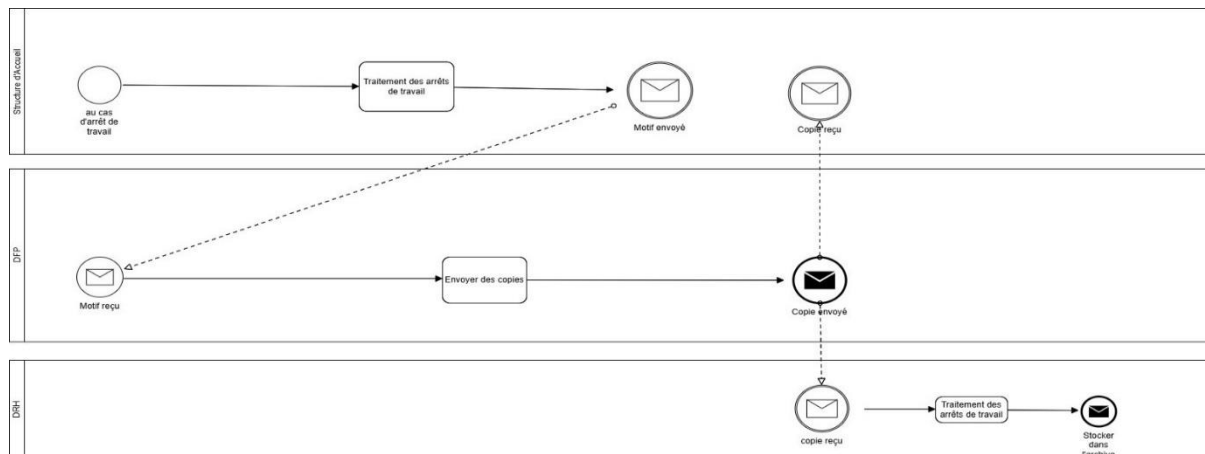 Structure d'Accueil
au cas
d'arrêt de
travail
Traitement des arrêts
de travail
Motif envoyé
Copie reçu
DFP
Motif reçu
Envoyer des copies
Copie envoyé
DRH
copie reçu
Traitement des
arrêts de travail
Stocker
dans